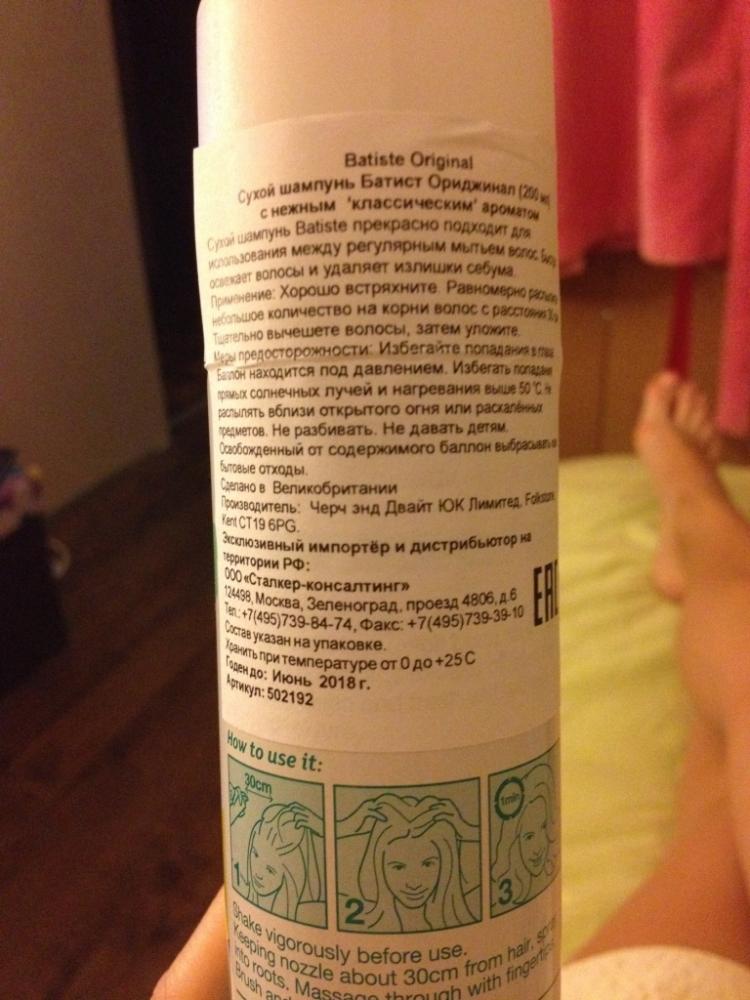 Batiste Original
Сухой шампунь Батист Ориджинал (200 мл)
с нежным 'классическим' ароматом
Сухой шампунь Batiste прекрасно подходит для
использования между регулярным мытьем волос.
освежает волосы и удаляет излишки себума.
Применение: Хорошо встряхните. Равномерно
небольшое количество на корни волос с расстояния 30
Тщательно вычешете волосы, затем уложите.
Меры предосторожности: Избегайте попадания в глаза
Баллон находится под давлением. Избегать попадания
прямых солнечных лучей и нагревания выше 50 °С. Не
распылять вблизи открытого огня или раскалённых
предметов. Не разбивать. Не давать детям.
Освобожденный от содержимого баллон выбрасывать
бытовые отходы.
Сделано в Великобритании
Производитель: Черч энд Двайт ЮК Лимитед, Folkstone,
Kent CT19 6PG.
Эксклюзивный импортёр и дистрибьютор на
территории РФ:
ООО «Сталкер-консалтинг»
124498, Москва, Зеленоград, проезд 4806, д.6
Тел.: +7(495)739-84-74, Факс: +7(495)739-39-10
EAC
Состав указан на упаковке.
Хранить при температуре от 0 до +25 С
Годен до: Июнь 2018 г.
Артикул: 502192
How to use it:
30cm
1min
1
2
3
Shake vigorously before use.
Keeping nozzle about 30cm from hair, spray
into roots. Massage through with fingertips
Brush and